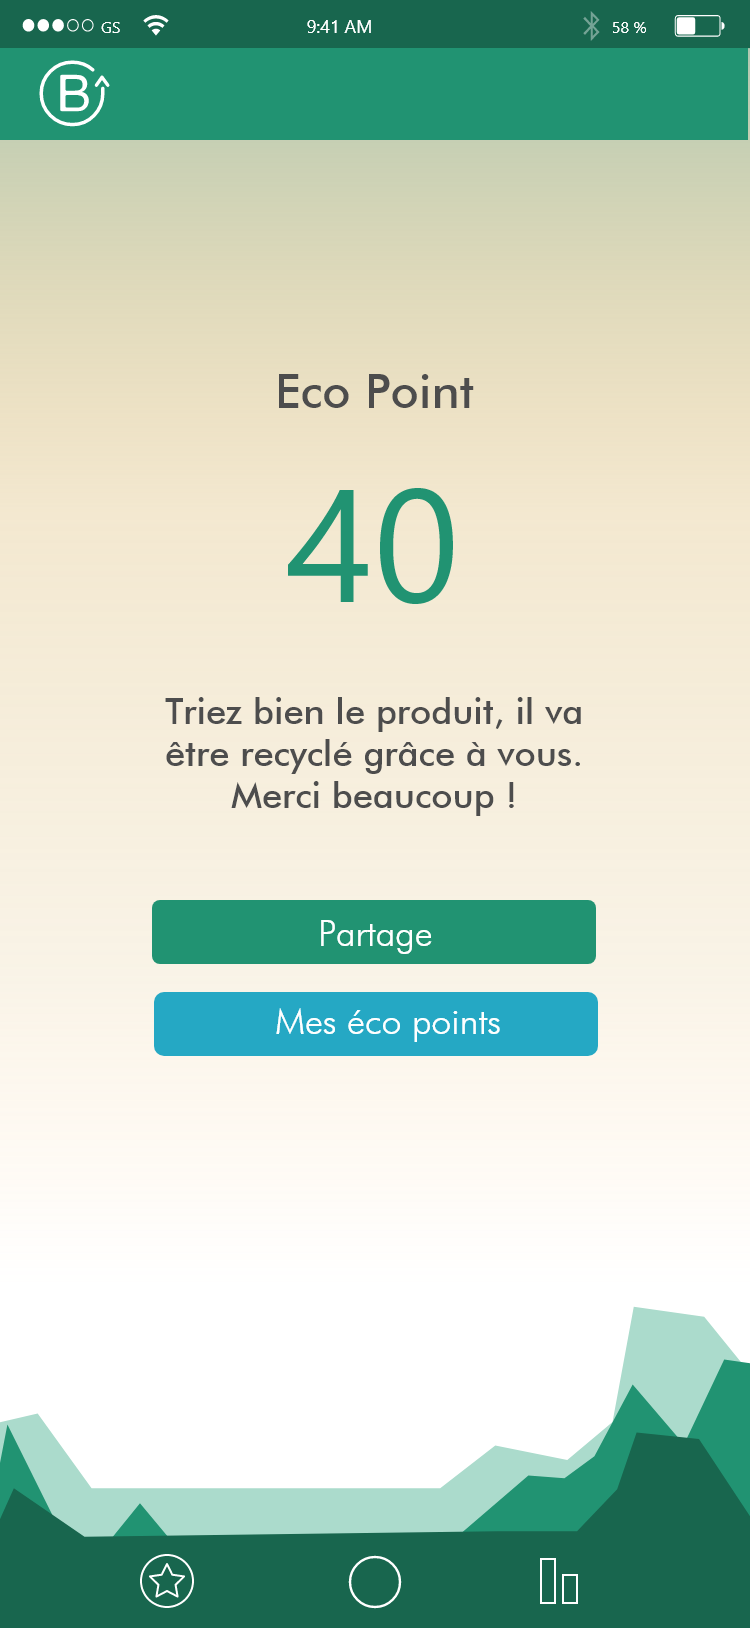 GS 9:41 AM 58 %
B
Eco Point
40
Triez bien le produit, il va
être recyclé grâce à vous.
Merci beaucoup !
Partage
Mes éco points